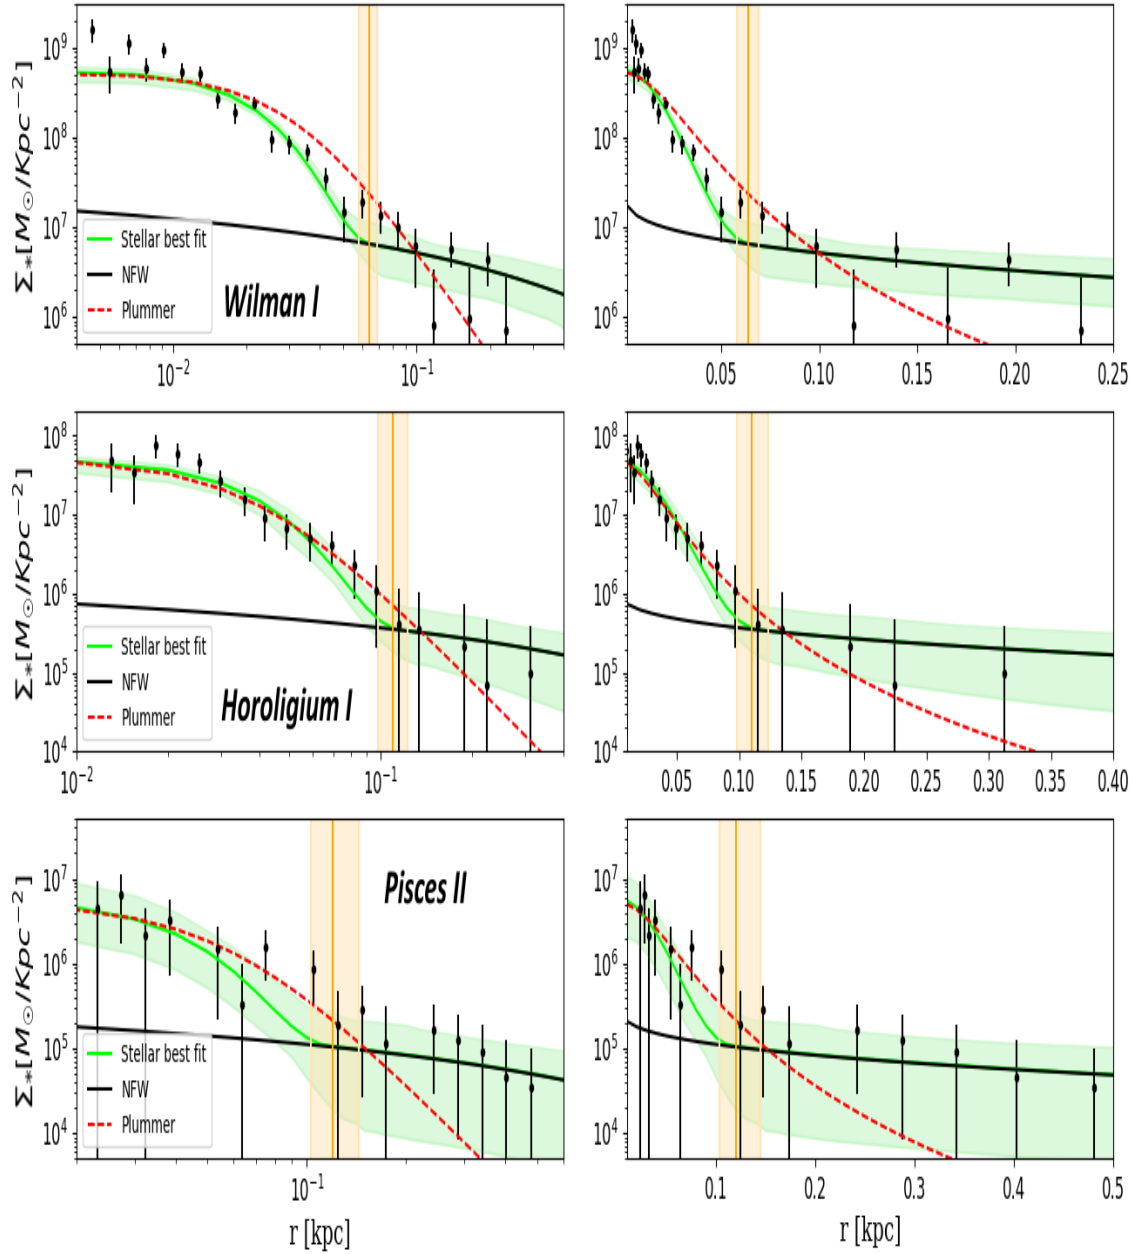 Σ∗[M⊙/Kpc⁻²]
10⁹
10⁸
10⁷
10⁶
Stellar best fit
NFW
Plummer
Wilman I
10⁻²
10⁻¹
10⁹
10⁸
10⁷
10⁶
0.05
0.10
0.15
0.20
0.25
Σ∗[M⊙/Kpc⁻²]
10⁸
10⁷
10⁶
10⁵
10⁴
Stellar best fit
NFW
Plummer
Horoligium I
10⁻²
10⁻¹
10⁸
10⁷
10⁶
10⁵
10⁴
0.05
0.10
0.15
0.20
0.25
0.30
0.35
0.40
Σ∗[M⊙/Kpc⁻²]
10⁷
10⁶
10⁵
10⁴
Pisces II
Stellar best fit
NFW
Plummer
10⁻¹
r [kpc]
10⁷
10⁶
10⁵
10⁴
0.1
0.2
0.3
0.4
0.5
r [kpc]